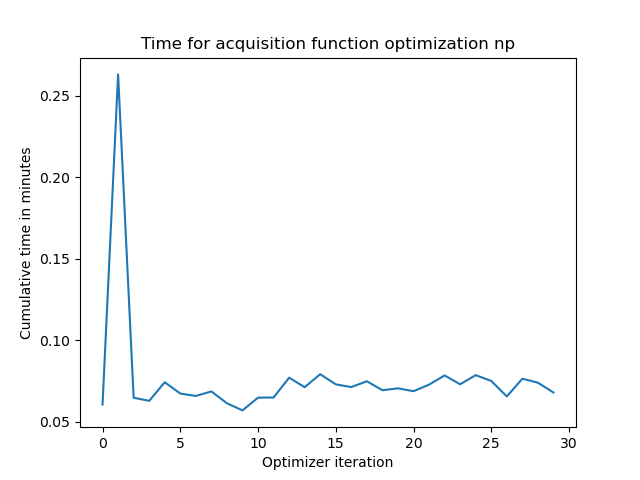 Time for acquisition function optimization np
Cumulative time in minutes
0.25
0.20
0.15
0.10
0.05
0 5 10 15 20 25 30
Optimizer iteration